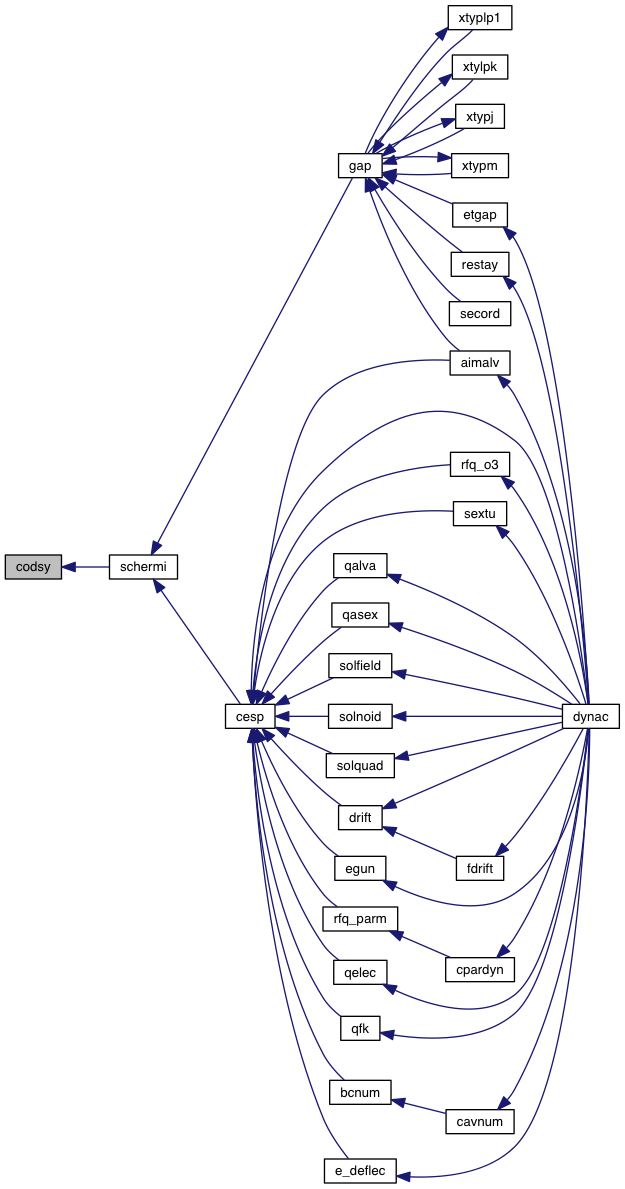 xtyplp1
xtylpk
xtypj
gap
xtypm
etgap
restay
secord
aimalv
rfq_o3
sextu
codsy
schermi
qalva
qasex
solfield
cesp
solnoid
dynac
solquad
drift
egun
fdrift
rfq_parm
qelec
cpardyn
qfk
bcnum
cavnum
e_deflec